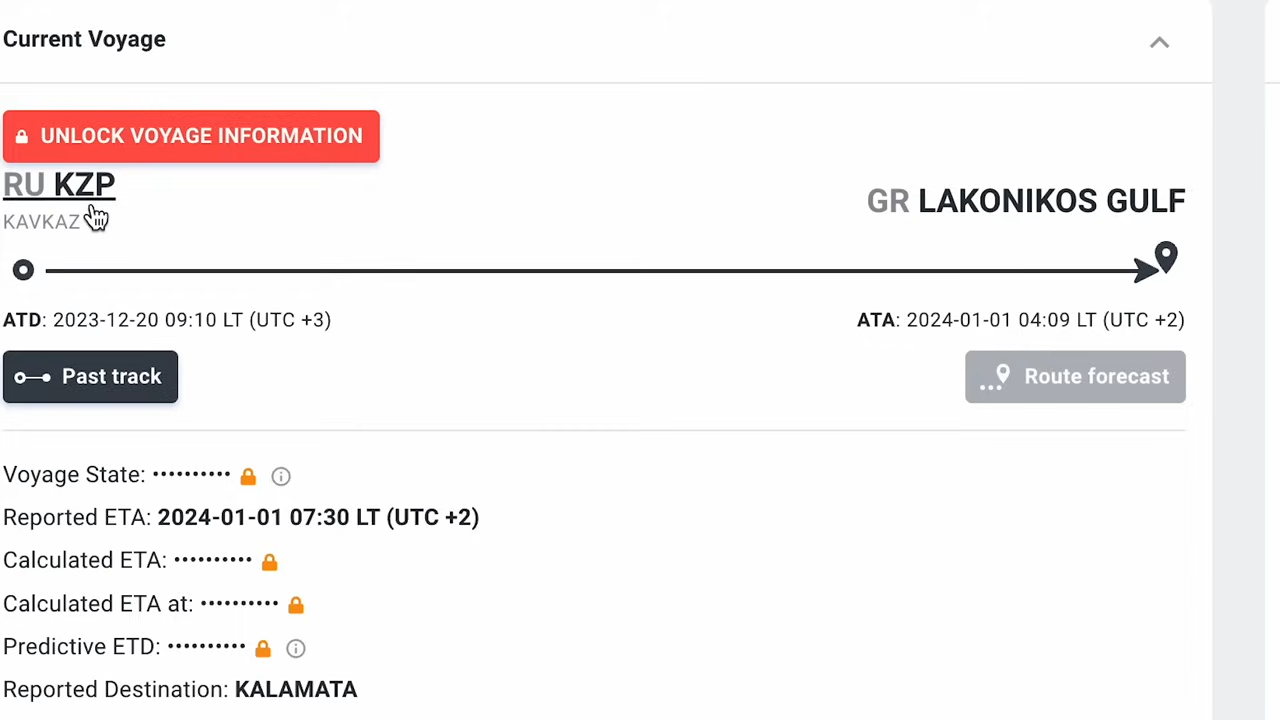 Current Voyage
UNLOCK VOYAGE INFORMATION
RU KZP
KAVKAZ
GR LAKONIKOS GULF
ATD: 2023-12-20 09:10 LT (UTC +3)
ATA: 2024-01-01 04:09 LT (UTC +2)
Past track
Route forecast
Voyage State: ••••••••••
Reported ETA: 2024-01-01 07:30 LT (UTC +2)
Calculated ETA: ••••••••••
Calculated ETA at: ••••••••••
Predictive ETD: ••••••••••
Reported Destination: KALAMATA